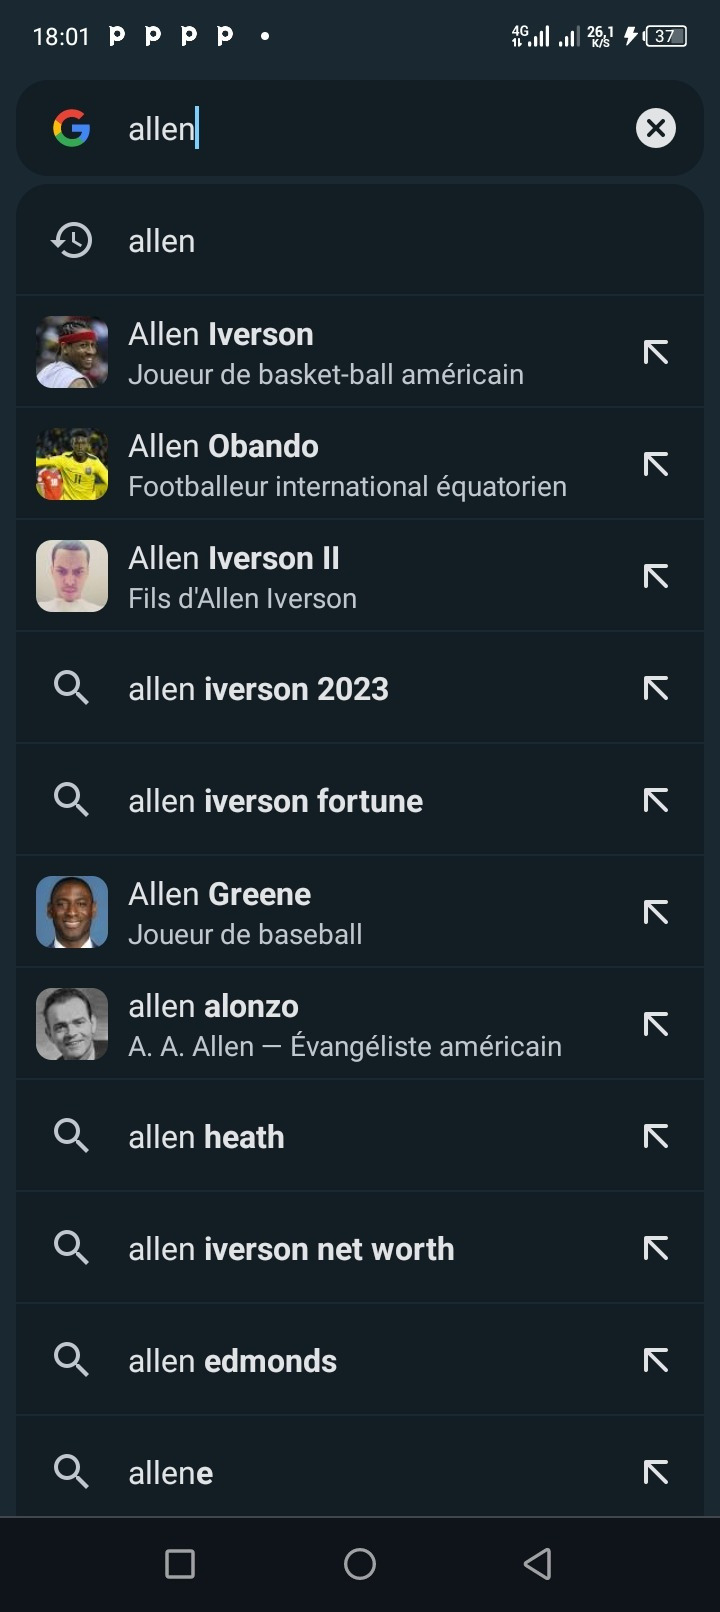 18:01 p p p p • 4G 26,1 K/S 37
allen
allen
Allen Iverson
Joueur de basket-ball américain
Allen Obando
Footballeur international équatorien
Allen Iverson II
Fils d'Allen Iverson
allen iverson 2023
allen iverson fortune
Allen Greene
Joueur de baseball
allen alonzo
A. A. Allen — Évangéliste américain
allen heath
allen iverson net worth
allen edmonds
allene